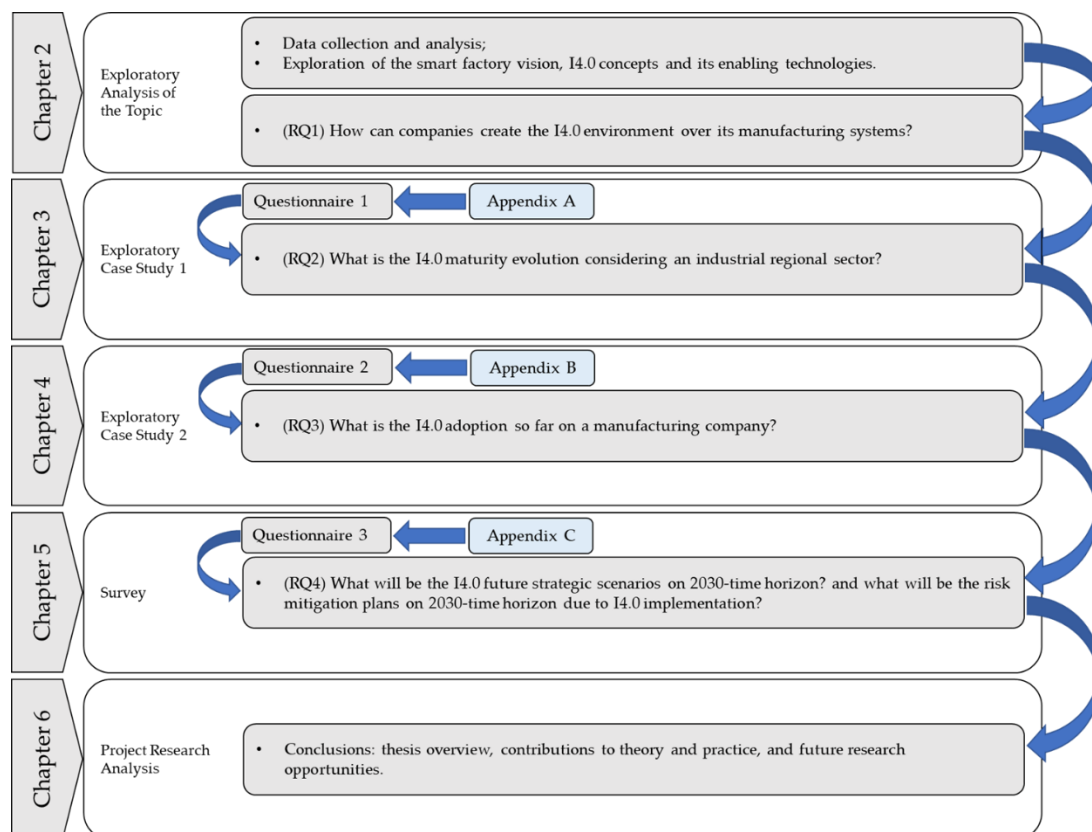 Chapter 2
Exploratory
Analysis of
the Topic
• Data collection and analysis;
• Exploration of the smart factory vision, I4.0 concepts and its enabling technologies.
• (RQ1) How can companies create the I4.0 environment over its manufacturing systems?
Chapter 3
Exploratory
Case Study 1
Questionnaire 1
Appendix A
• (RQ2) What is the I4.0 maturity evolution considering an industrial regional sector?
Chapter 4
Exploratory
Case Study 2
Questionnaire 2
Appendix B
• (RQ3) What is the I4.0 adoption so far on a manufacturing company?
Chapter 5
Survey
Questionnaire 3
Appendix C
• (RQ4) What will be the I4.0 future strategic scenarios on 2030-time horizon? and what will be the risk
mitigation plans on 2030-time horizon due to I4.0 implementation?
Chapter 6
Project Research
Analysis
• Conclusions: thesis overview, contributions to theory and practice, and future research
opportunities.